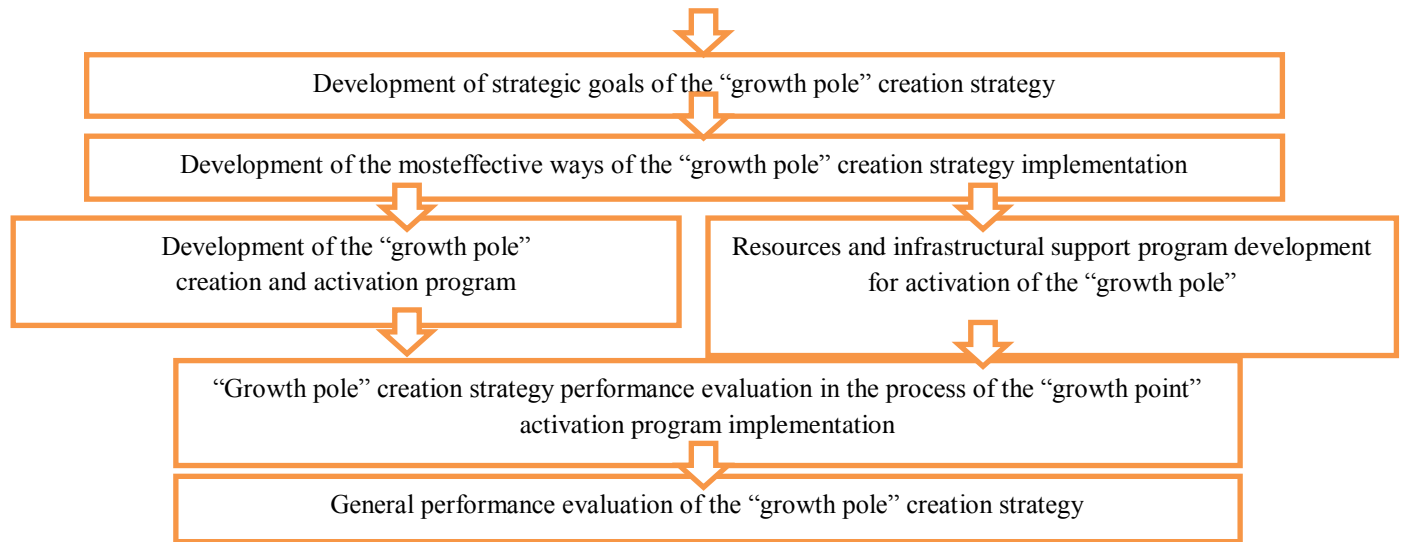 Development of strategic goals of the “growth pole” creation strategy
Development of the mosteffective ways of the “growth pole” creation strategy implementation
Development of the “growth pole”
creation and activation program
Resources and infrastructural support program development
for activation of the “growth pole”
“Growth pole” creation strategy performance evaluation in the process of the “growth point”
activation program implementation
General performance evaluation of the “growth pole” creation strategy